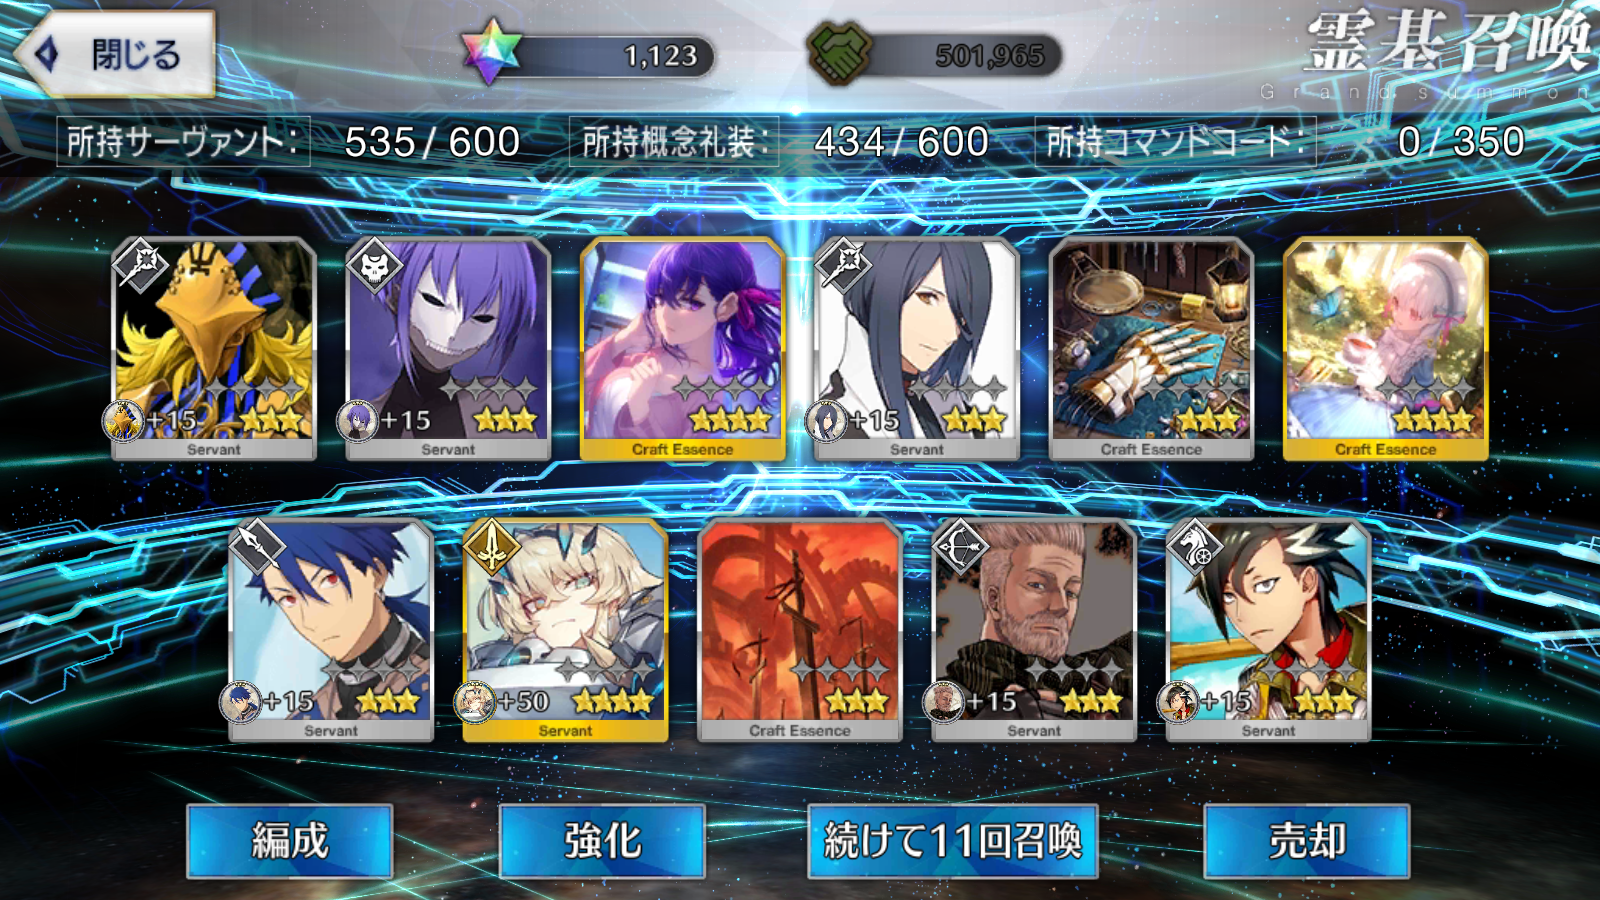 閉じる
1,123
501,965
霊基召喚
Grand summon
所持サーヴァント: 535 / 600
所持概念礼装: 434 / 600
所持コマンドコード: 0 / 350
+15
+15
+15
Servant
Servant
Craft Essence
Servant
Craft Essence
Craft Essence
+15
+50
+15
+15
Servant
Servant
Craft Essence
Servant
Servant
編成
強化
続けて11回召喚
売却